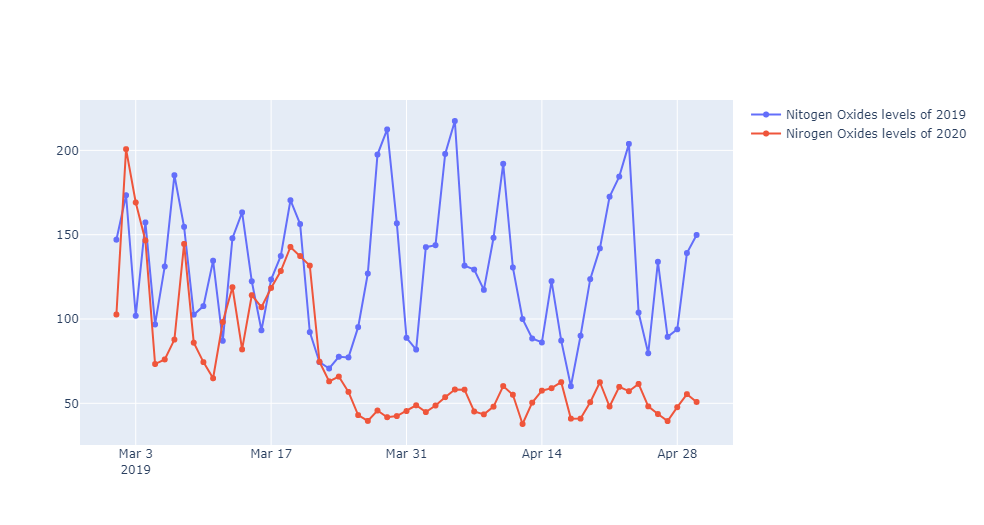 Nitogen Oxides levels of 2019
Nirogen Oxides levels of 2020
200
150
100
50
Mar 3
2019
Mar 17
Mar 31
Apr 14
Apr 28